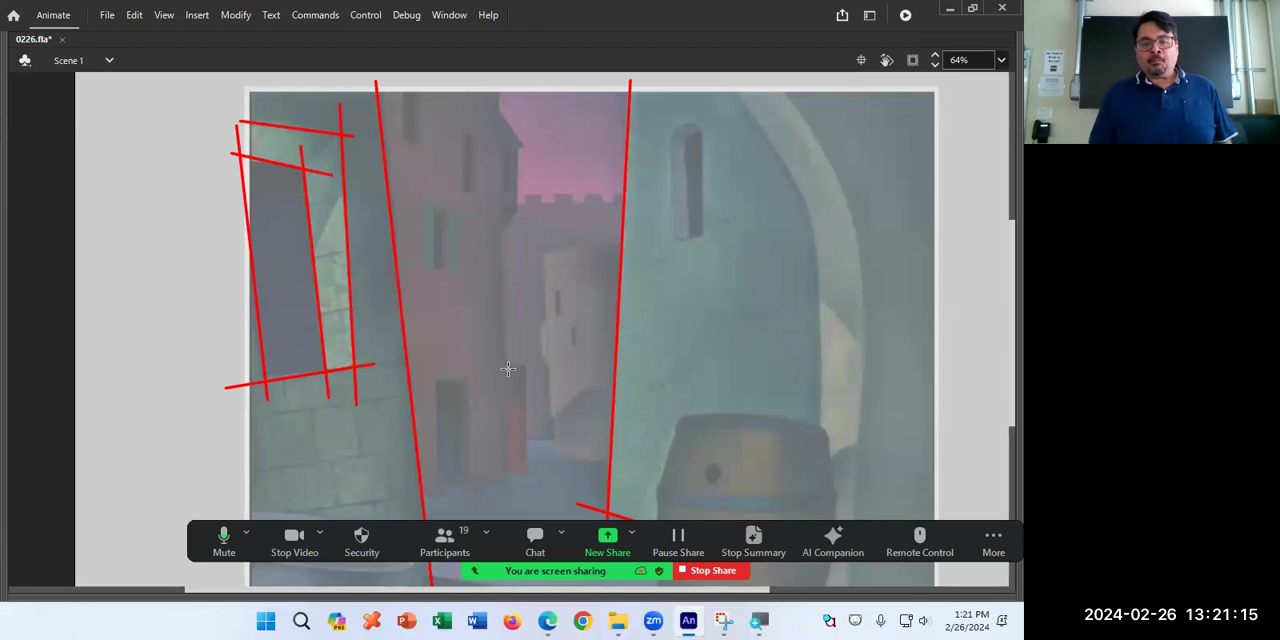 Animate File Edit View Insert Modify Text Commands Control Debug Window Help
0226.fla*
Scene 1
64%
19
Mute Stop Video Security Participants Chat New Share Pause Share Stop Summary AI Companion Remote Control More
You are screen sharing Stop Share
1:21 PM
2/26/2024
2024-02-26 13:21:15